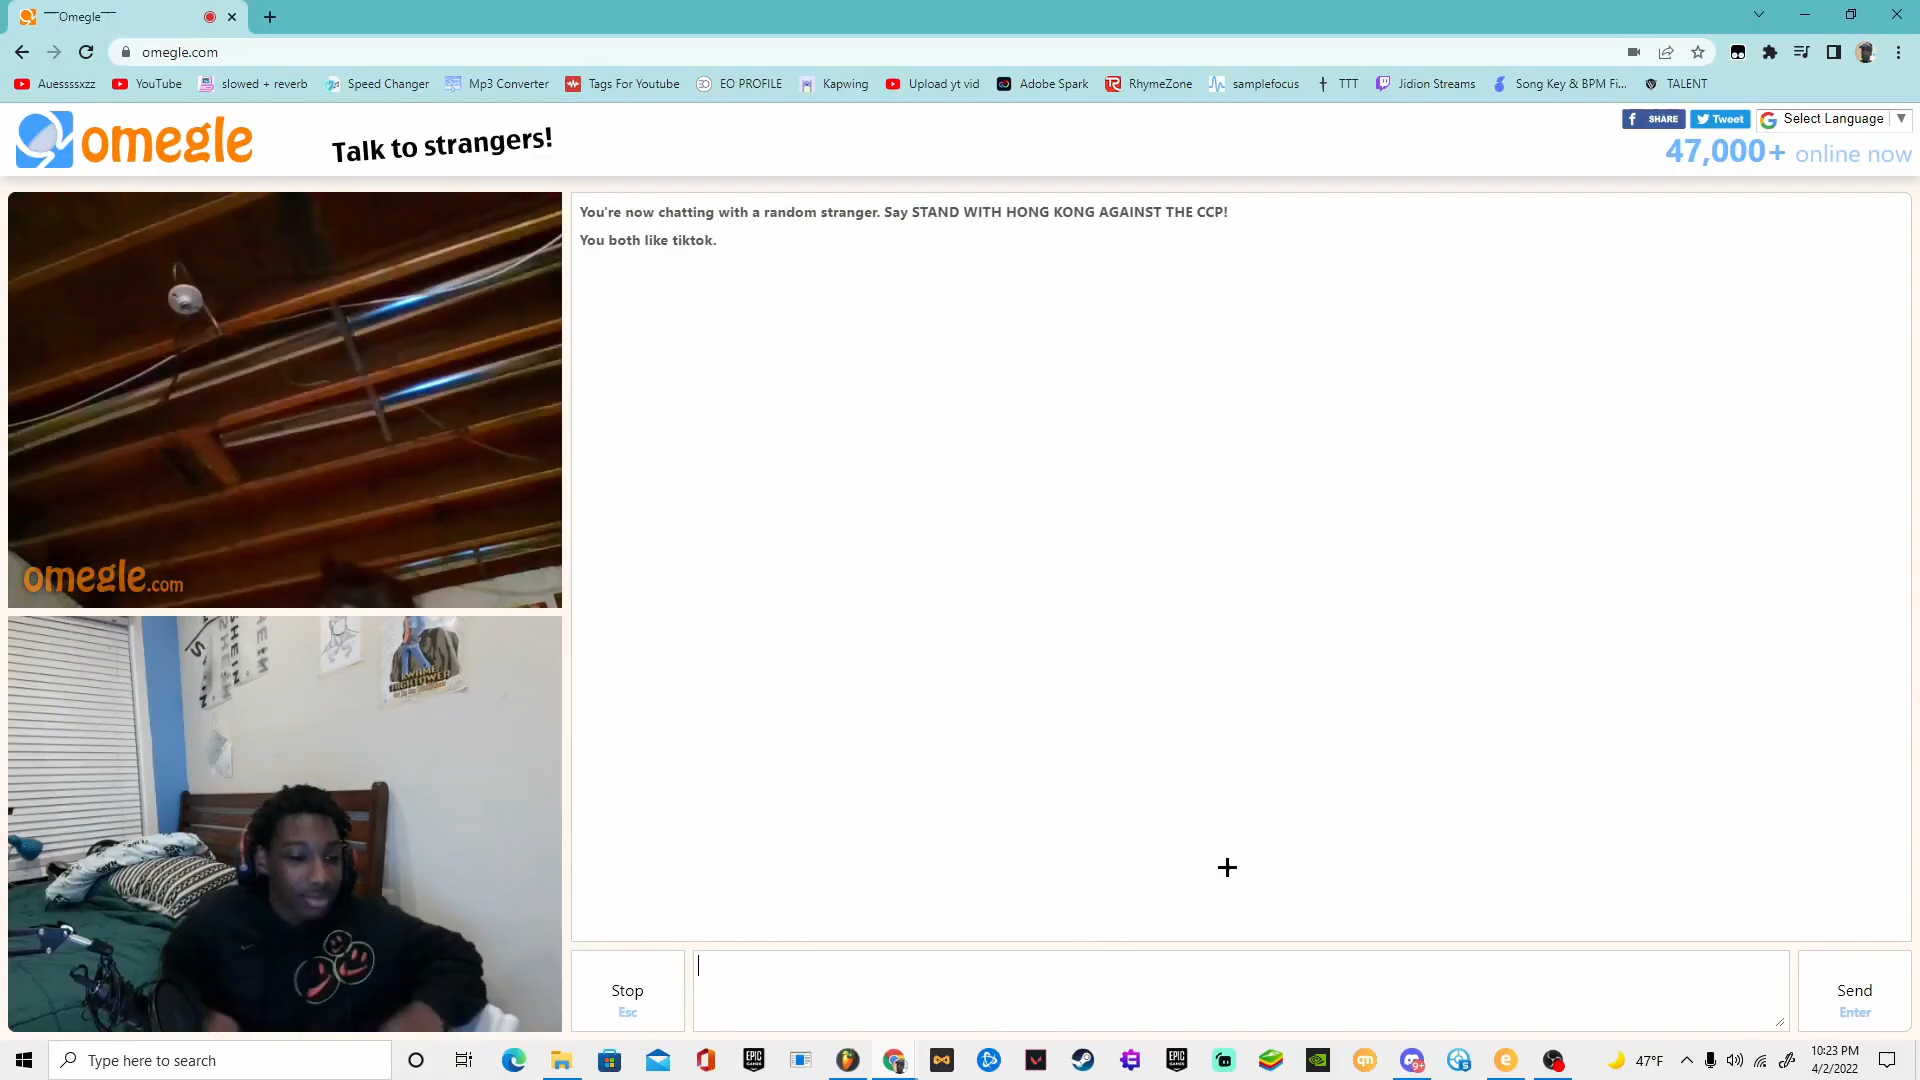 Omegle
omegle.com
Auessssxzz
YouTube
slowed + reverb
Speed Changer
Mp3 Converter
Tags For Youtube
EO PROFILE
Kapwing
Upload yt vid
Adobe Spark
RhymeZone
samplefocus
TTT
Jidion Streams
Song Key & BPM Fi...
TALENT
omegle
Talk to strangers!
SHARE
Tweet
Select Language
47,000+ online now
You're now chatting with a random stranger. Say STAND WITH HONG KONG AGAINST THE CCP!
You both like tiktok.
omegle.com
KWAME
HIGHTOWER
Stop
Esc
Send
Enter
Type here to search
47°F
10:23 PM
4/2/2022